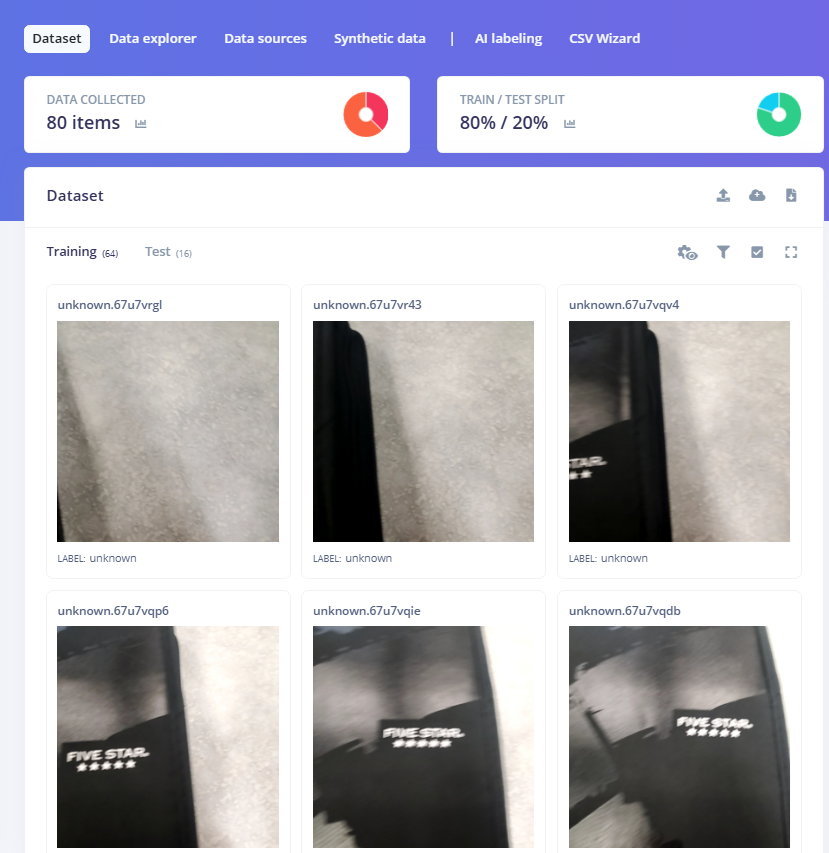 Dataset Data explorer Data sources Synthetic data | AI labeling CSV Wizard
DATA COLLECTED
80 items
TRAIN / TEST SPLIT
80% / 20%
Dataset
Training (64) Test (16)
unknown.67u7vrgl
LABEL: unknown
unknown.67u7vr43
LABEL: unknown
unknown.67u7vqv4
TAR.
LABEL: unknown
unknown.67u7vqp6
FIVE STAR.
unknown.67u7vqie
FIVE STAR.
unknown.67u7vqdb
FIVE STAR.